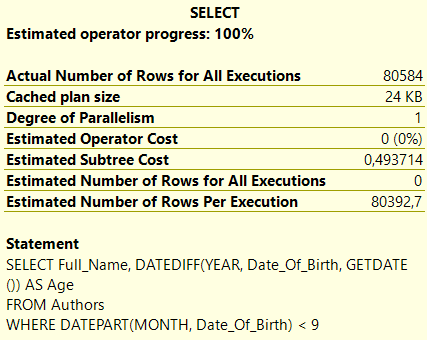 SELECT
Estimated operator progress: 100%
Actual Number of Rows for All Executions 80584
Cached plan size 24 KB
Degree of Parallelism 1
Estimated Operator Cost 0 (0%)
Estimated Subtree Cost 0,493714
Estimated Number of Rows for All Executions 0
Estimated Number of Rows Per Execution 80392,7
Statement
SELECT Full_Name, DATEDIFF(YEAR, Date_Of_Birth, GETDATE
()) AS Age
FROM Authors
WHERE DATEPART(MONTH, Date_Of_Birth) < 9